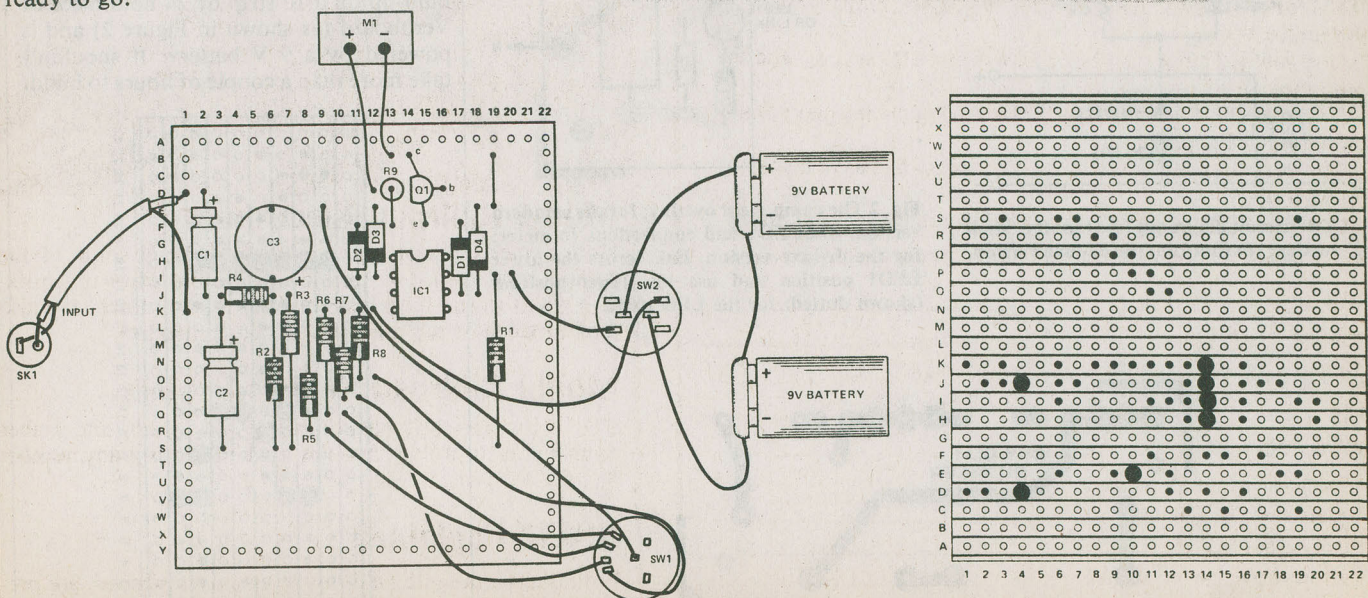 ready to go.
M1
+ −
1 2 3 4 5 6 7 8 9 10 11 12 13 14 15 16 17 18 19 20 21 22
A
B
C
D
E
F
G
H
I
J
K
L
M
N
O
P
Q
R
S
T
U
V
W
X
Y
c
R9
Q1
b
e
+
C1
C3
+
D2
D3
IC1
D1
D4
R4
R3
R6 R7
R8
R1
R2
+
C2
R5
INPUT
SK1
SW2
SW1
+
9V BATTERY
+
9V BATTERY
−
Y
X
W
V
U
T
S
R
Q
P
O
N
M
L
K
J
I
H
G
F
E
D
C
B
A
1 2 3 4 5 6 7 8 9 10 11 12 13 14 15 16 17 18 19 20 21 22